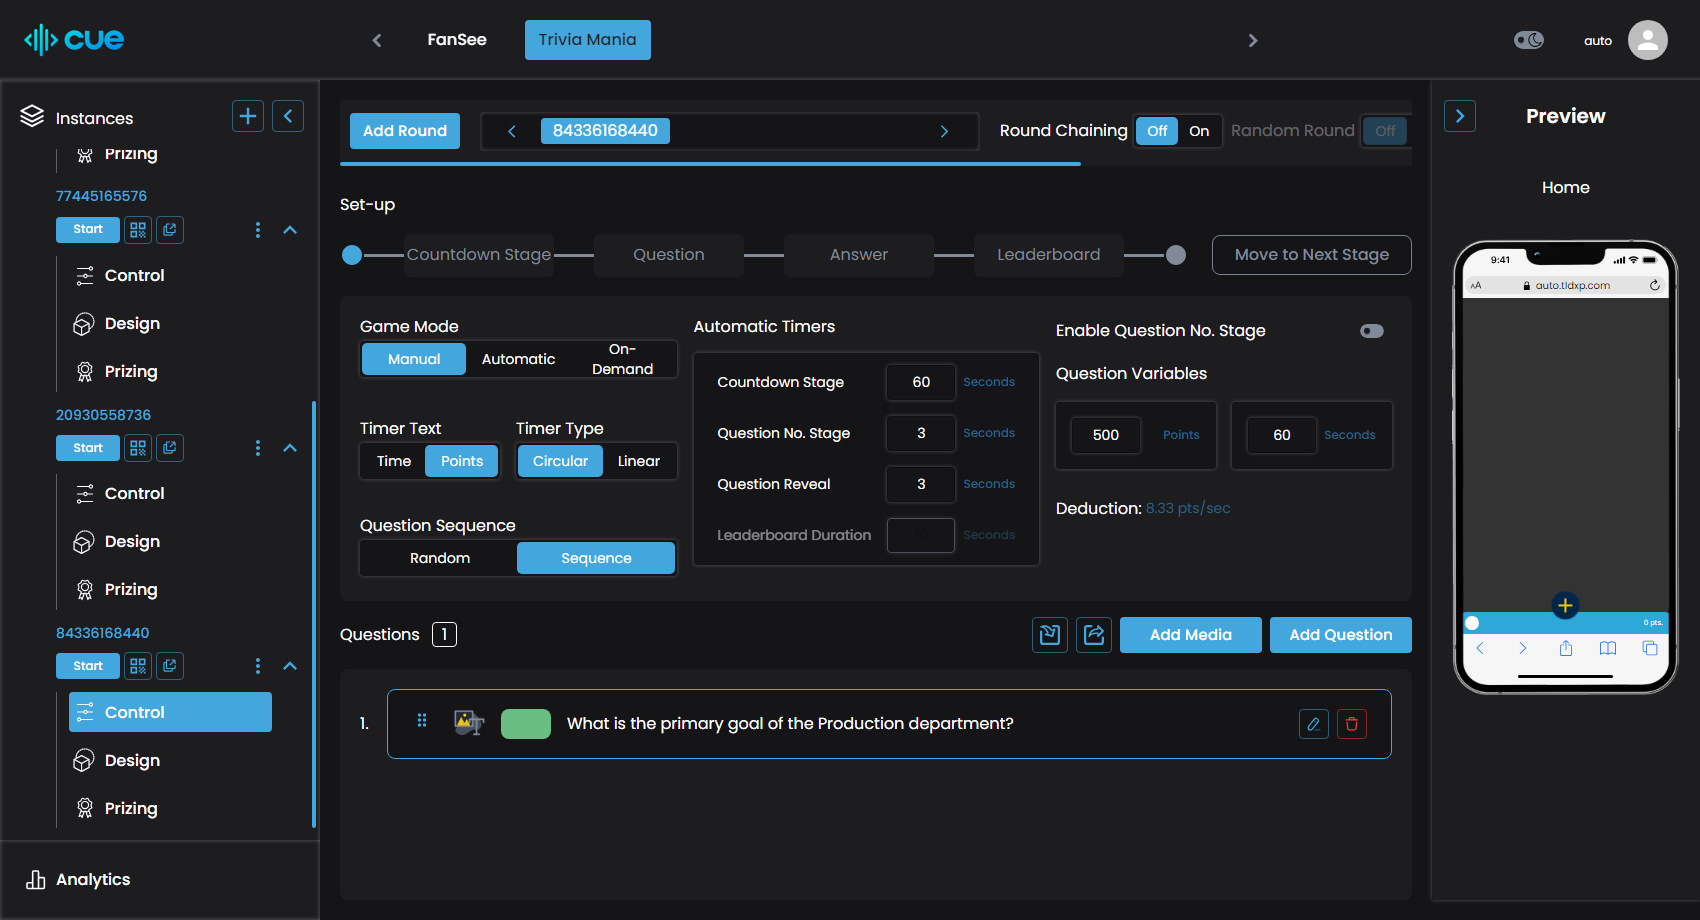 cue
FanSee
Trivia Mania
auto
Instances
Prizing
77445165576
Start
Control
Design
Prizing
20930558736
Start
Control
Design
Prizing
84336168440
Start
Control
Design
Prizing
Analytics
Add Round
84336168440
Round Chaining
Off
On
Random Round
Off
Set-up
Countdown Stage
Question
Answer
Leaderboard
Move to Next Stage
Game Mode
Manual
Automatic
On-
Demand
Timer Text
Time
Points
Timer Type
Circular
Linear
Question Sequence
Random
Sequence
Automatic Timers
Countdown Stage
60
Seconds
Question No. Stage
3
Seconds
Question Reveal
3
Seconds
Leaderboard Duration
Seconds
Enable Question No. Stage
Question Variables
500
Points
60
Seconds
Deduction: 8.33 pts/sec
Questions
1
Add Media
Add Question
1.
What is the primary goal of the Production department?
Preview
Home
9:41
AA
auto.tldxp.com
0 pts.